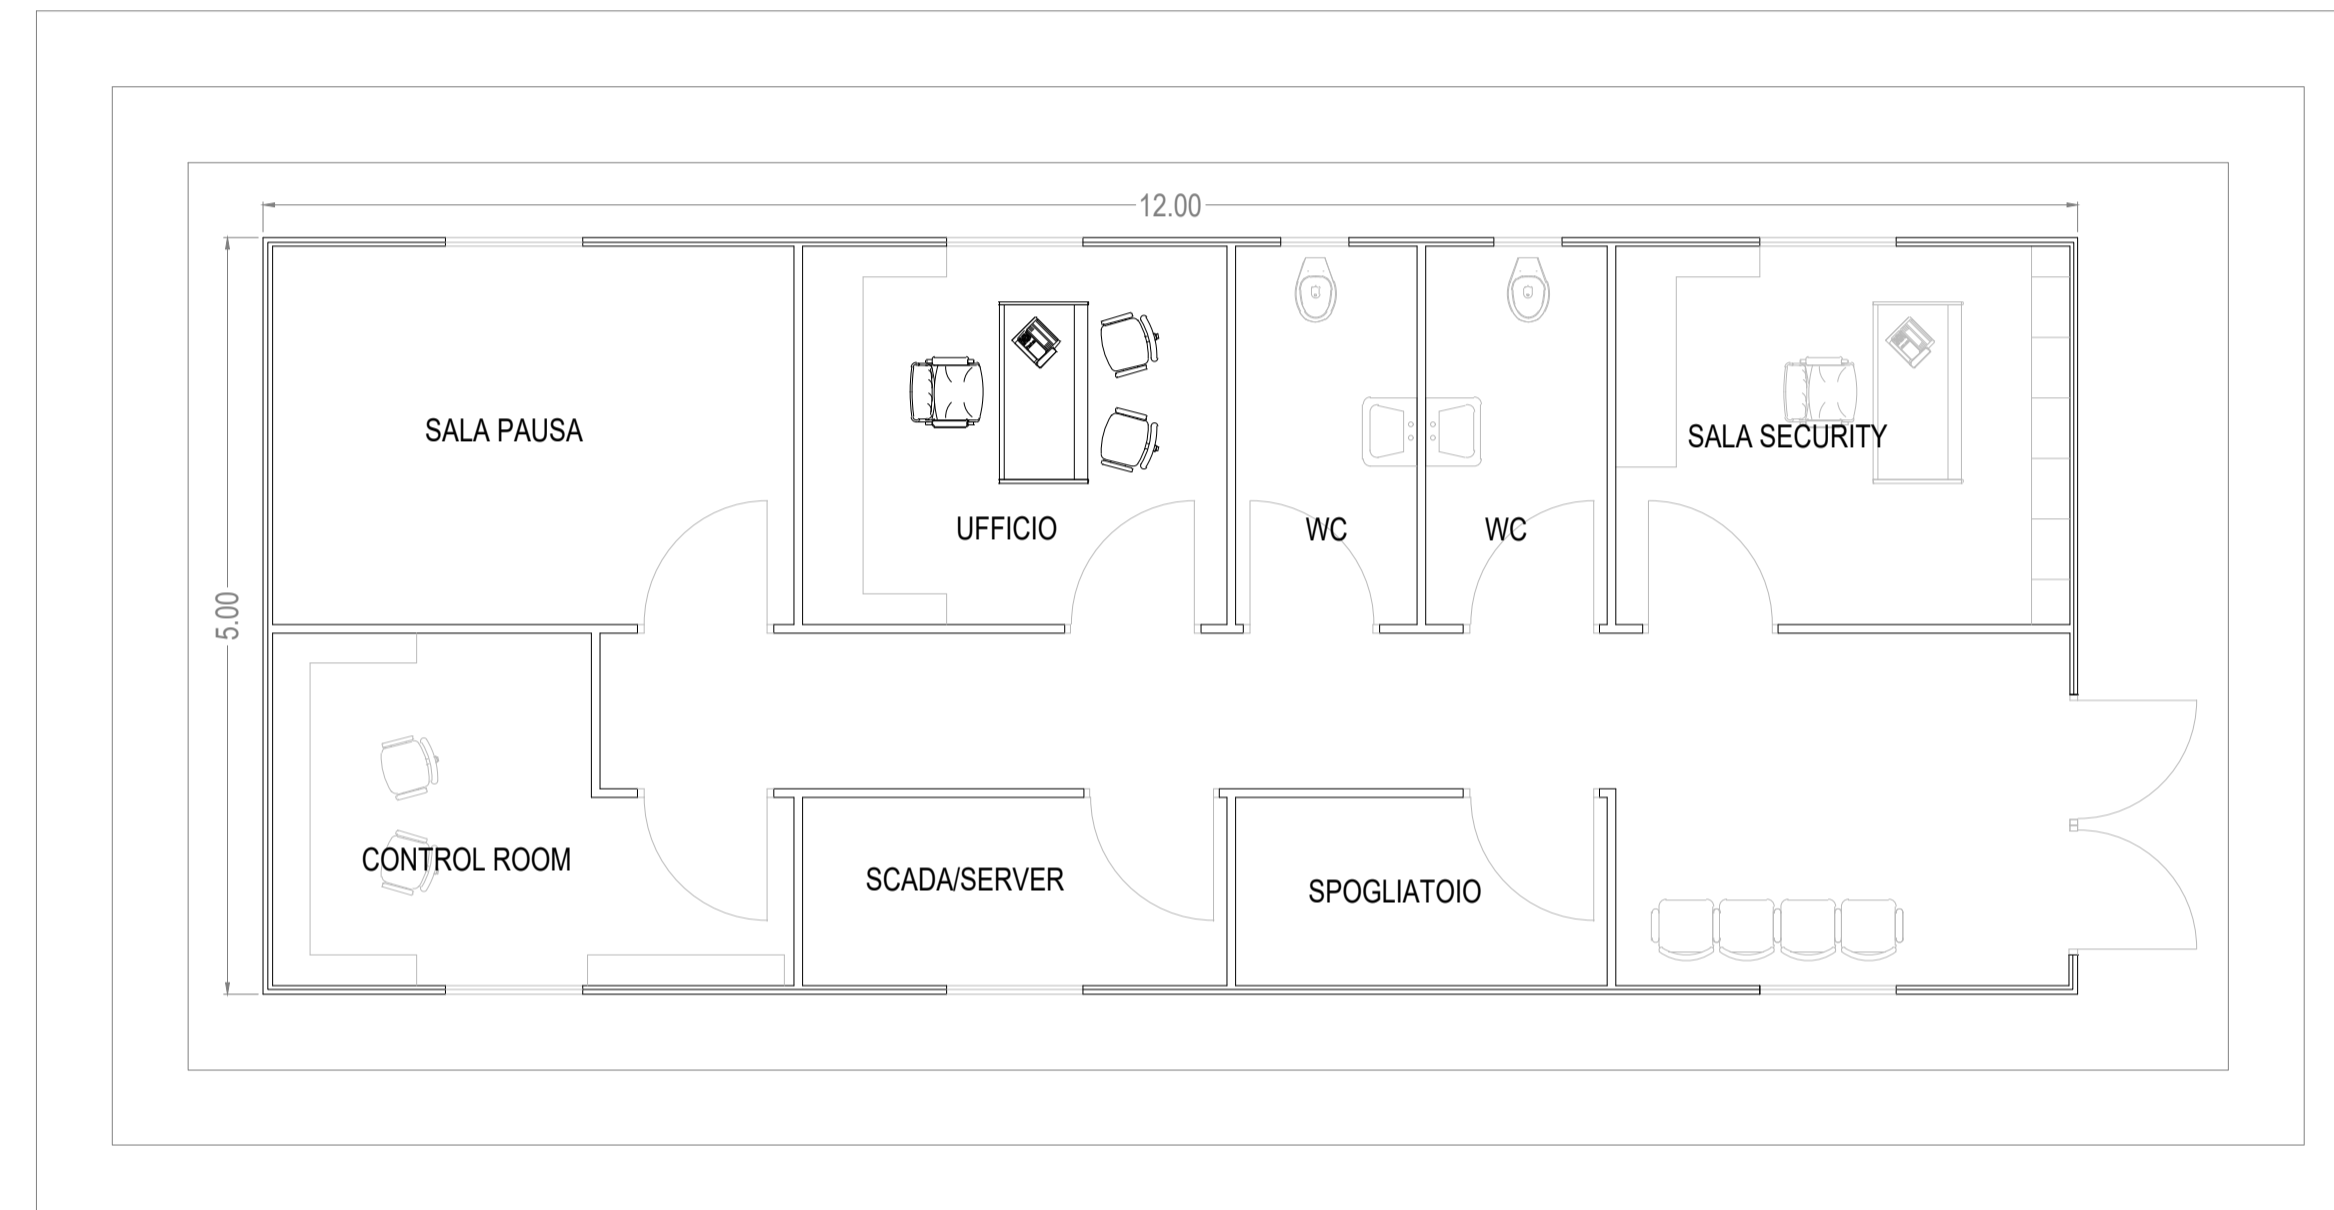 12.00
5.00
SALA PAUSA
UFFICIO
WC
WC
SALA SECURITY
CONTROL ROOM
SCADA/SERVER
SPOGLIATOIO